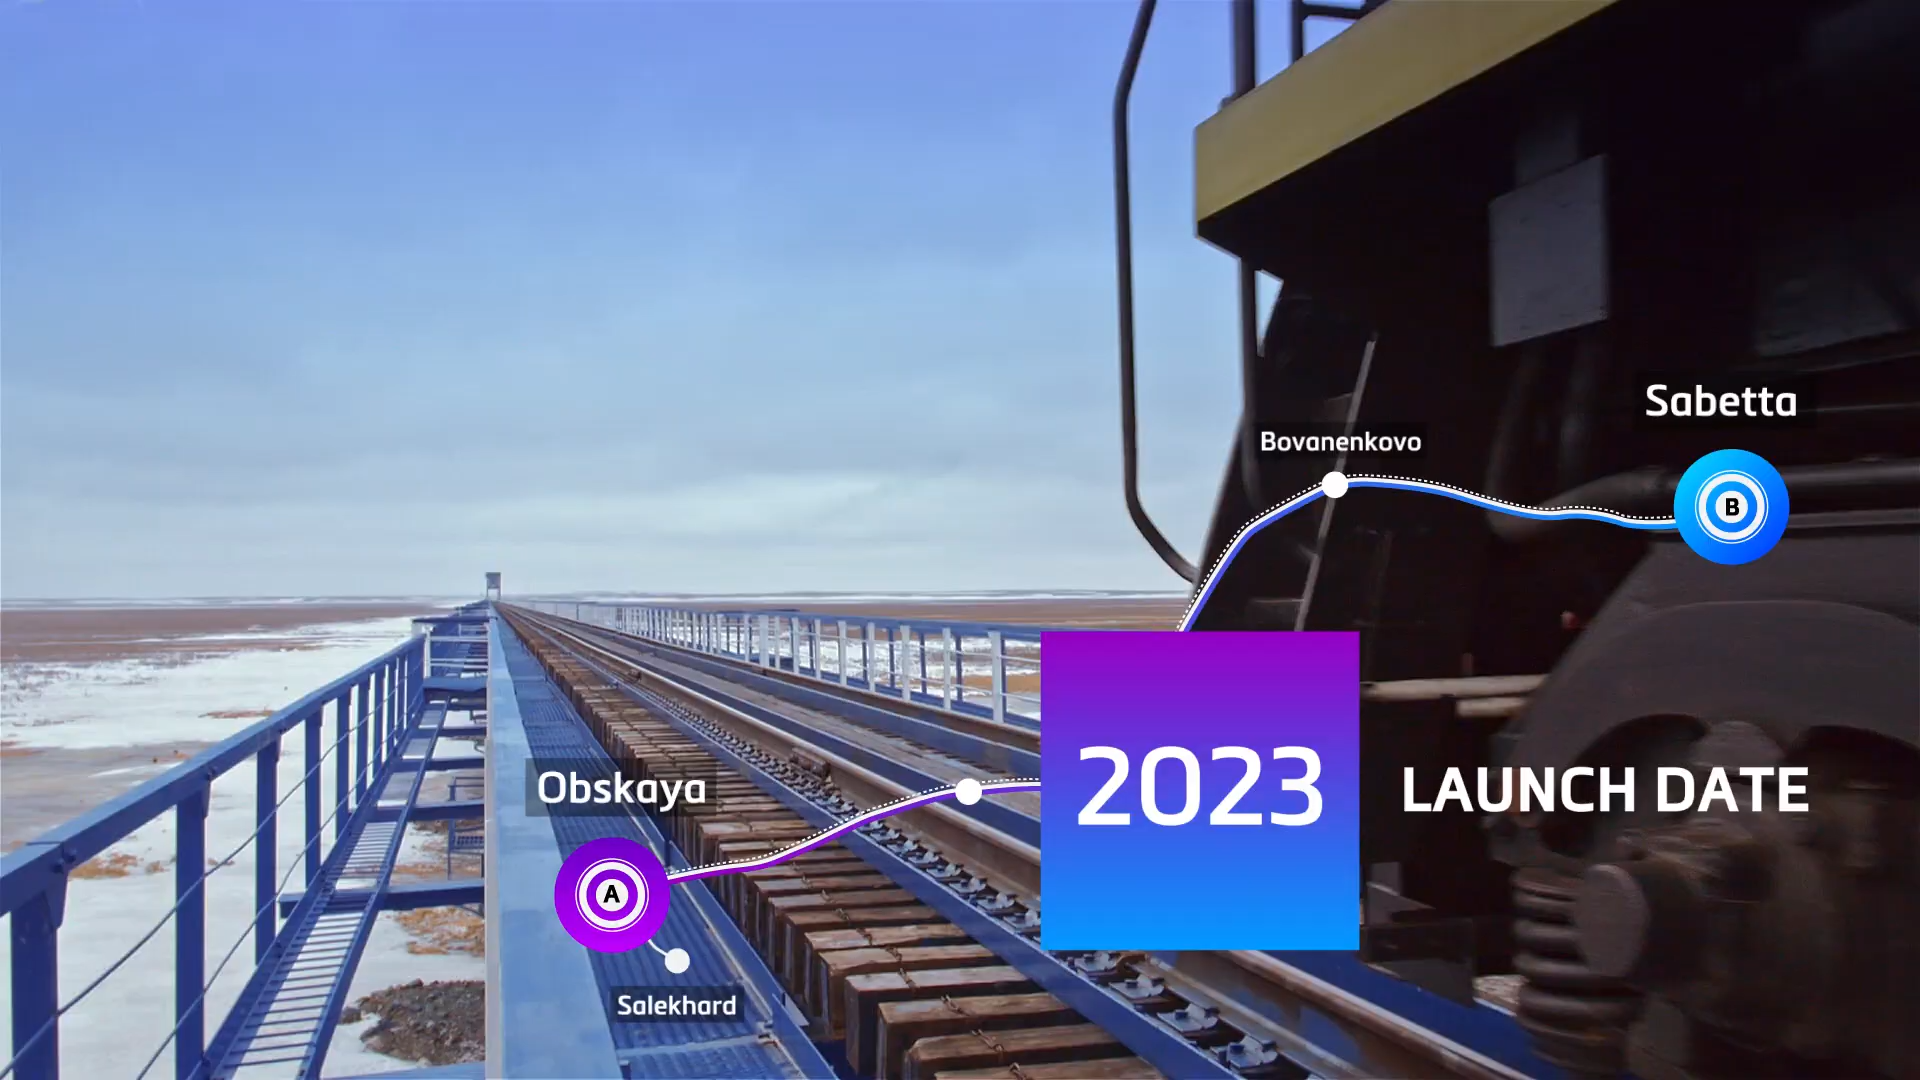 Sabetta
Bovanenkovo
B
Obskaya
2023
LAUNCH DATE
A
Salekhard